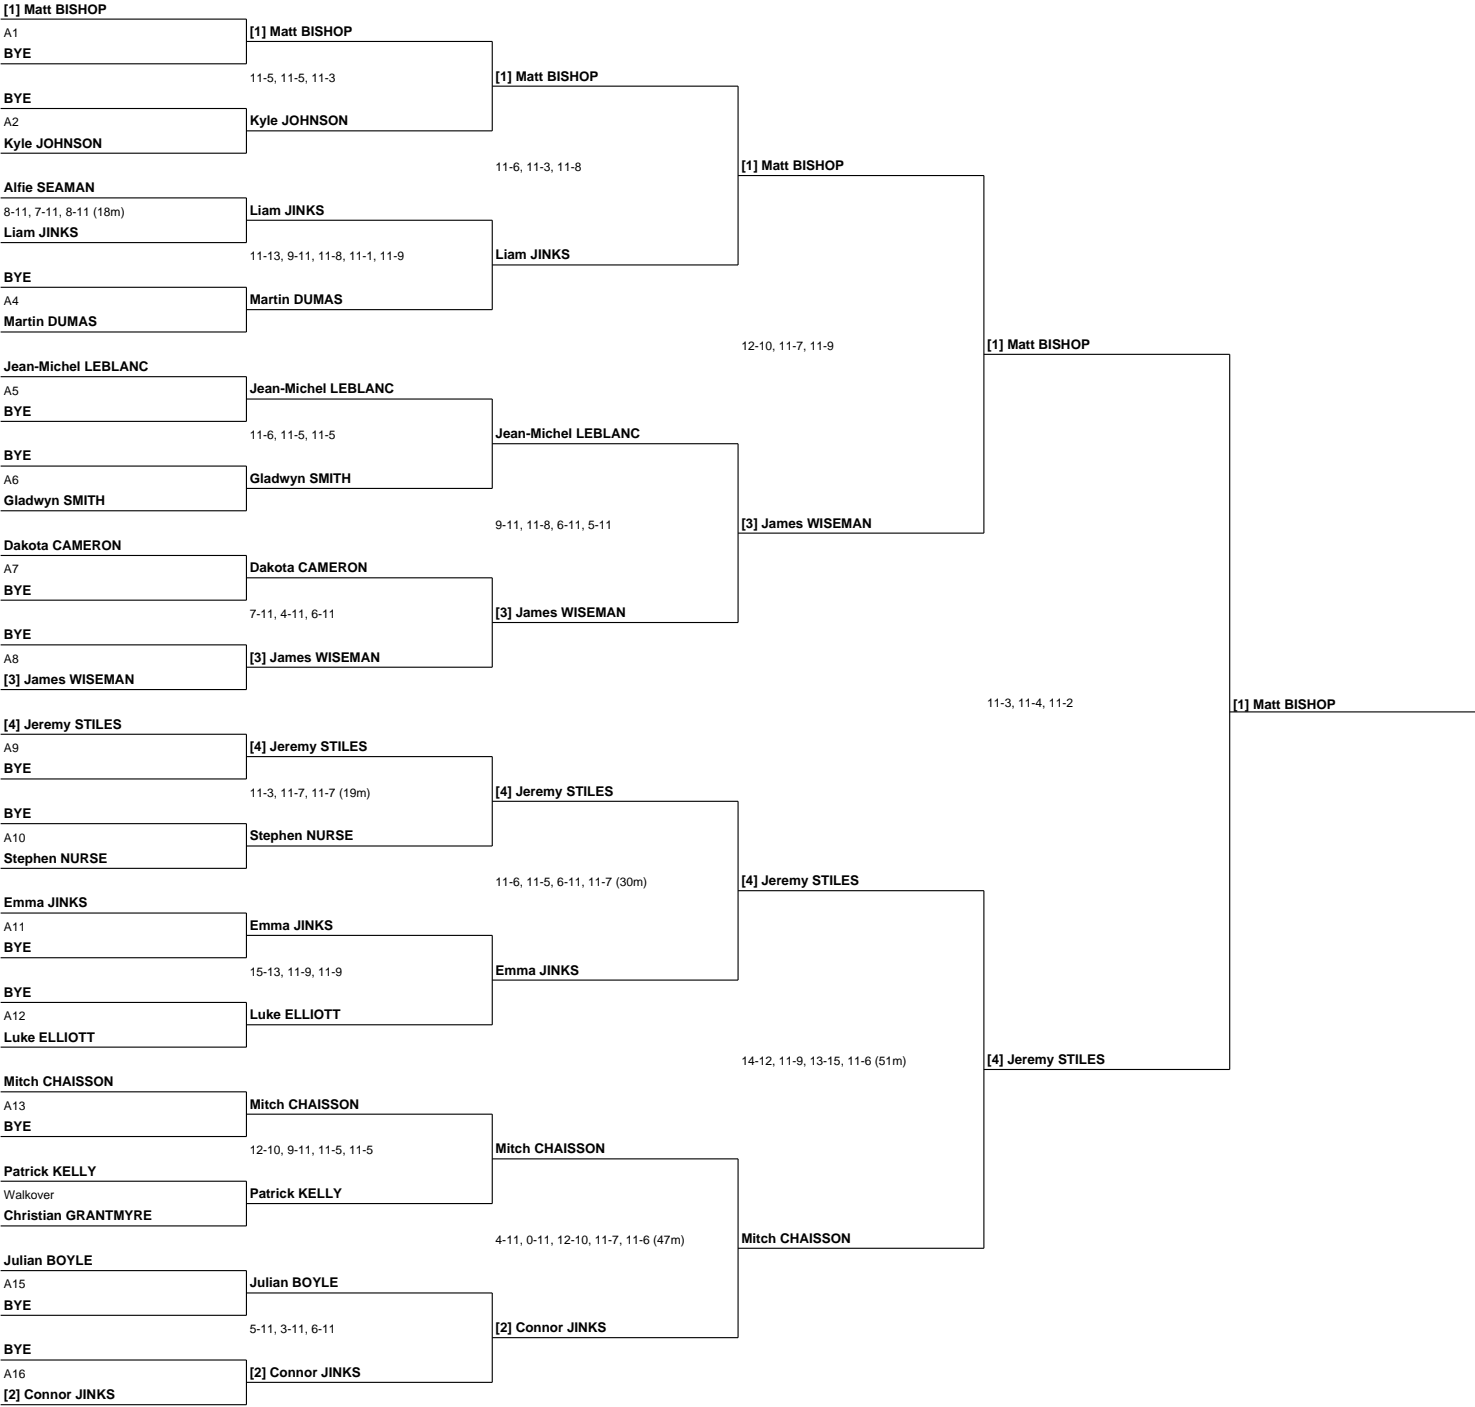 [1] Matt BISHOP
A1
BYE
BYE
A2
Kyle JOHNSON
Alfie SEAMAN
8-11, 7-11, 8-11 (18m)
Liam JINKS
BYE
A4
Martin DUMAS
Jean-Michel LEBLANC
A5
BYE
BYE
A6
Gladwyn SMITH
Dakota CAMERON
A7
BYE
BYE
A8
[3] James WISEMAN
[4] Jeremy STILES
A9
BYE
BYE
A10
Stephen NURSE
Emma JINKS
A11
BYE
BYE
A12
Luke ELLIOTT
Mitch CHAISSON
A13
BYE
Patrick KELLY
Walkover
Christian GRANTMYRE
Julian BOYLE
A15
BYE
BYE
A16
[2] Connor JINKS
[1] Matt BISHOP
11-5, 11-5, 11-3
Kyle JOHNSON
Liam JINKS
11-13, 9-11, 11-8, 11-1, 11-9
Martin DUMAS
Jean-Michel LEBLANC
11-6, 11-5, 11-5
Gladwyn SMITH
Dakota CAMERON
7-11, 4-11, 6-11
[3] James WISEMAN
[4] Jeremy STILES
11-3, 11-7, 11-7 (19m)
Stephen NURSE
Emma JINKS
15-13, 11-9, 11-9
Luke ELLIOTT
Mitch CHAISSON
12-10, 9-11, 11-5, 11-5
Patrick KELLY
Julian BOYLE
5-11, 3-11, 6-11
[2] Connor JINKS
[1] Matt BISHOP
11-6, 11-3, 11-8
Liam JINKS
Jean-Michel LEBLANC
9-11, 11-8, 6-11, 5-11
[3] James WISEMAN
[4] Jeremy STILES
11-6, 11-5, 6-11, 11-7 (30m)
Emma JINKS
Mitch CHAISSON
4-11, 0-11, 12-10, 11-7, 11-6 (47m)
[2] Connor JINKS
[1] Matt BISHOP
12-10, 11-7, 11-9
[3] James WISEMAN
[4] Jeremy STILES
14-12, 11-9, 13-15, 11-6 (51m)
Mitch CHAISSON
[1] Matt BISHOP
11-3, 11-4, 11-2
[4] Jeremy STILES
[1] Matt BISHOP